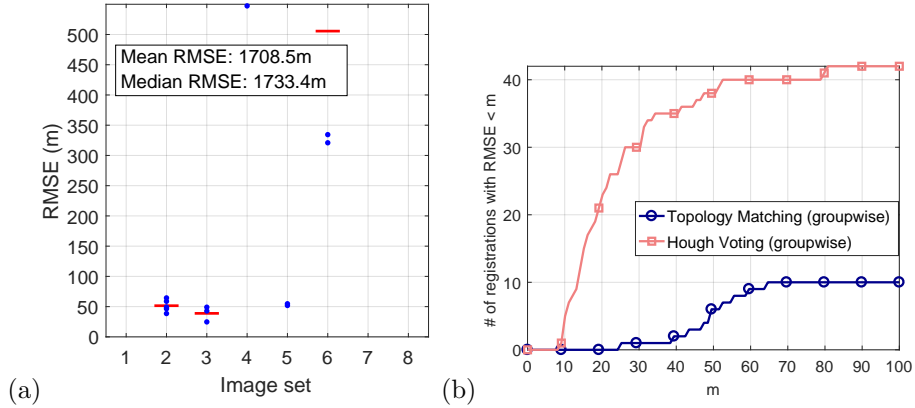 500
450
400
350
300
250
200
150
100
50
0
RMSE (m)
Mean RMSE: 1708.5m
Median RMSE: 1733.4m
1 2 3 4 5 6 7 8
Image set
(a)
40
30
20
10
0
# of registrations with RMSE < m
Topology Matching (groupwise)
Hough Voting (groupwise)
0 10 20 30 40 50 60 70 80 90 100
m
(b)